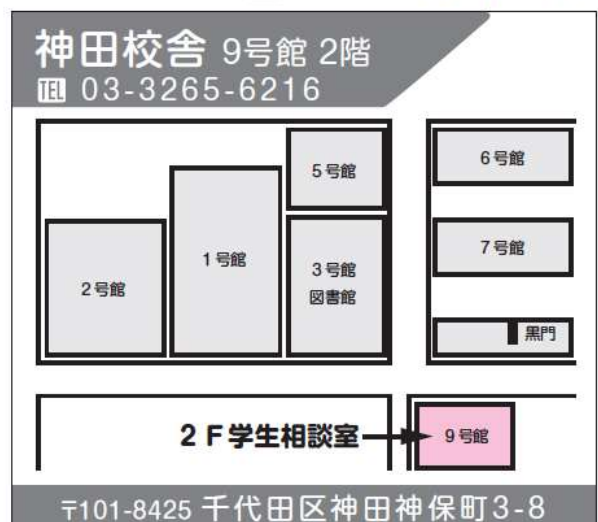 神田校舎 9号館 2階
TEL 03-3265-6216
5号館
6号館
1号館
7号館
2号館
3号館
図書館
黒門
2F学生相談室
9号館
〒101-8425 千代田区神田神保町3-8